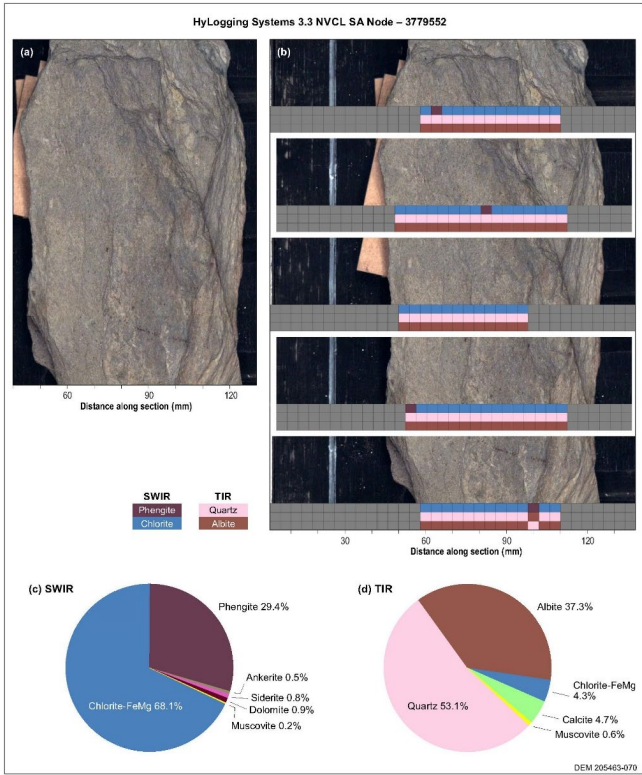 HyLogging Systems 3.3 NVCL SA Node – 3779552
(a)
60
90
120
Distance along section (mm)
(b)
30
60
90
120
Distance along section (mm)
SWIR
TIR
Phengite
Quartz
Chlorite
Albite
(c) SWIR
Phengite 29.4%
Ankerite 0.5%
Siderite 0.8%
Dolomite 0.9%
Muscovite 0.2%
Chlorite-FeMg 68.1%
(d) TIR
Albite 37.3%
Chlorite-FeMg
4.3%
Calcite 4.7%
Muscovite 0.6%
Quartz 53.1%
DEM 205463-070